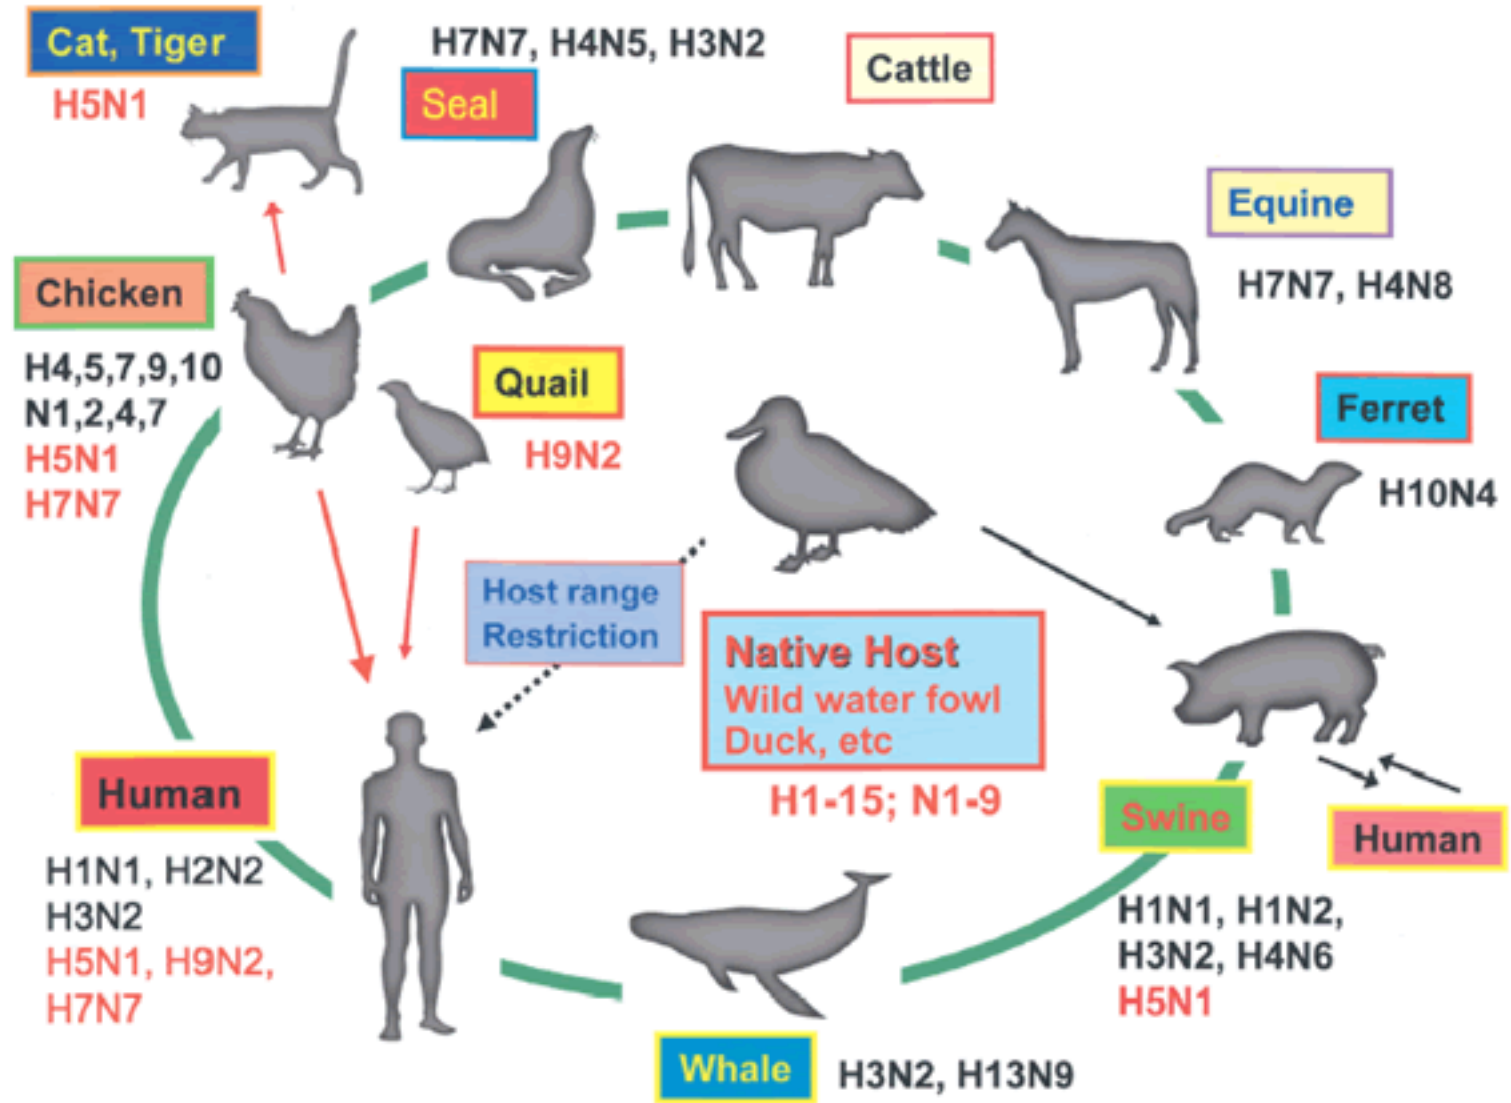 Cat, Tiger
H5N1
H7N7, H4N5, H3N2
Seal
Cattle
Equine
H7N7, H4N8
Chicken
H4,5,7,9,10
N1,2,4,7
H5N1
H7N7
Quail
H9N2
Ferret
H10N4
Host range
Restriction
Native Host
Wild water fowl
Duck, etc
H1-15; N1-9
Human
H1N1, H2N2
H3N2
H5N1, H9N2,
H7N7
Swine
Human
H1N1, H1N2,
H3N2, H4N6
H5N1
Whale
H3N2, H13N9